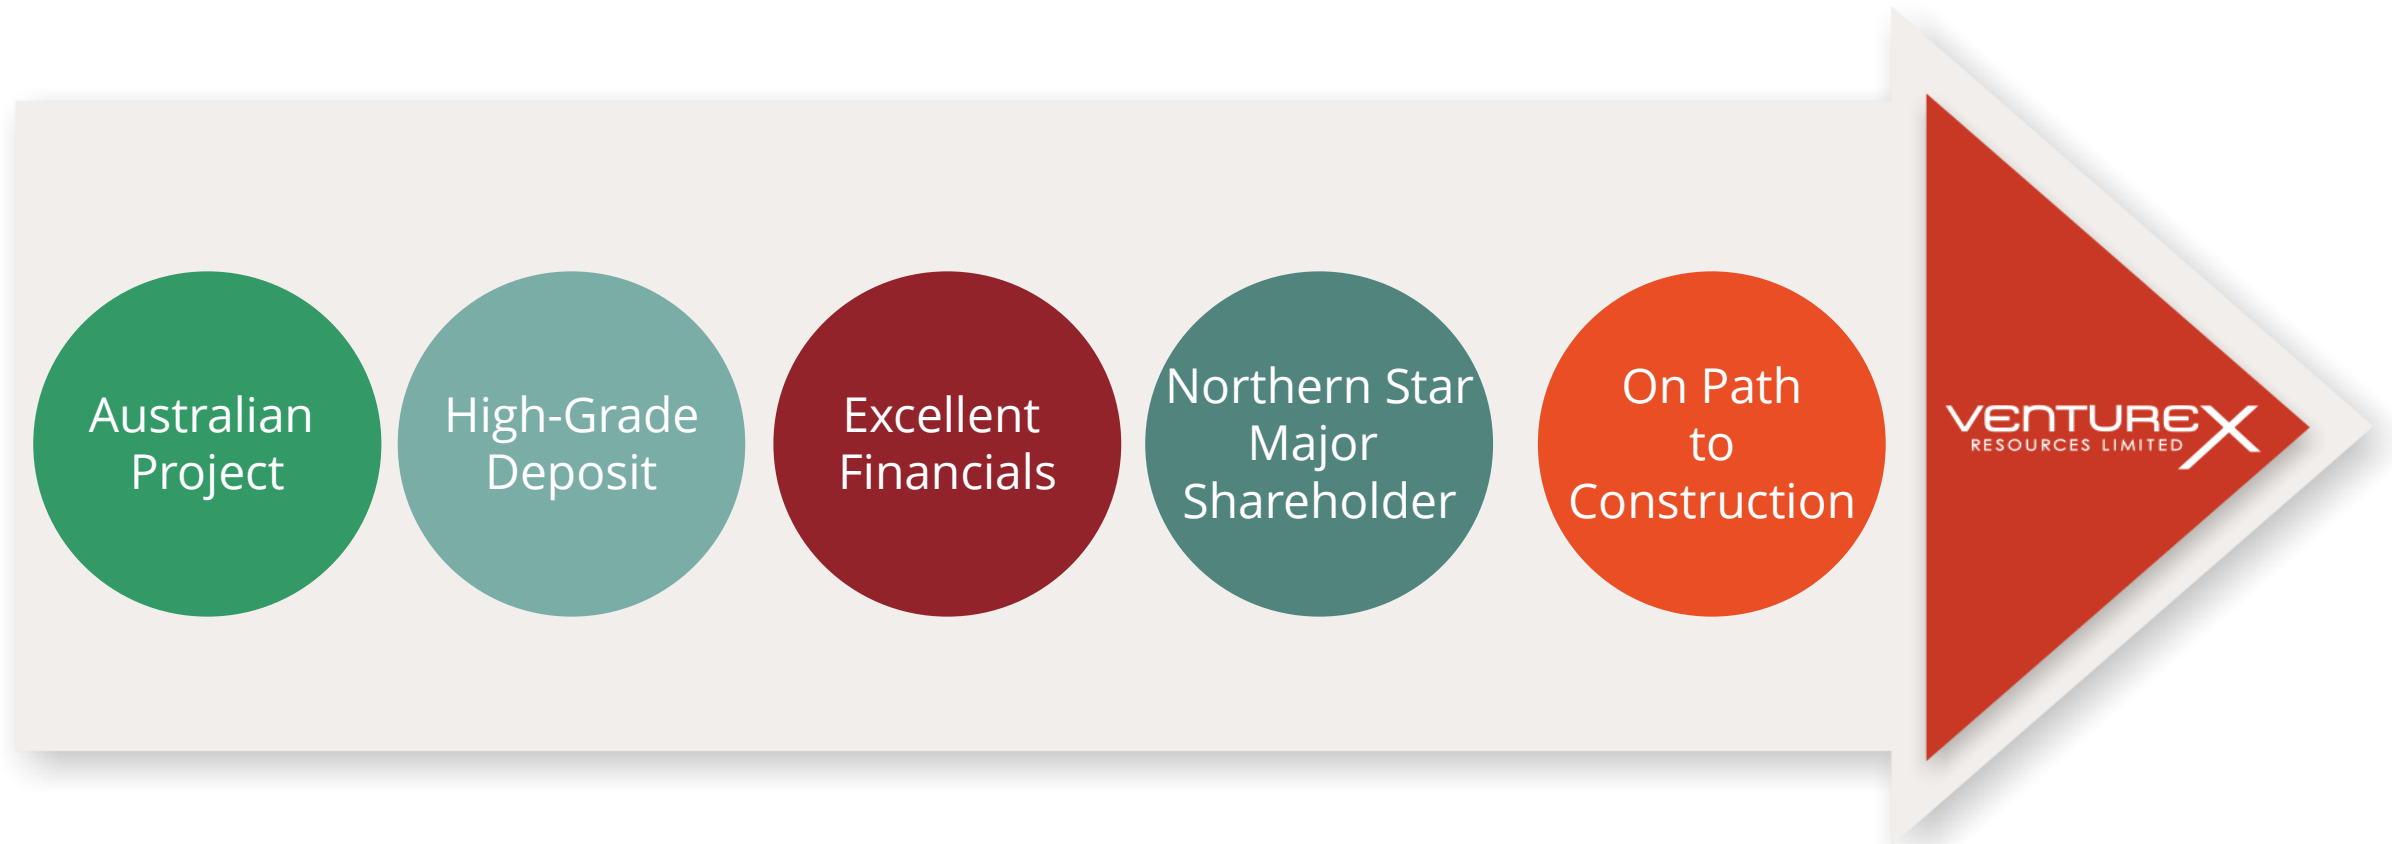 Australian
Project
High-Grade
Deposit
Excellent
Financials
Northern Star
Major
Shareholder
On Path
to
Construction
VENTUREX
RESOURCES LIMITED